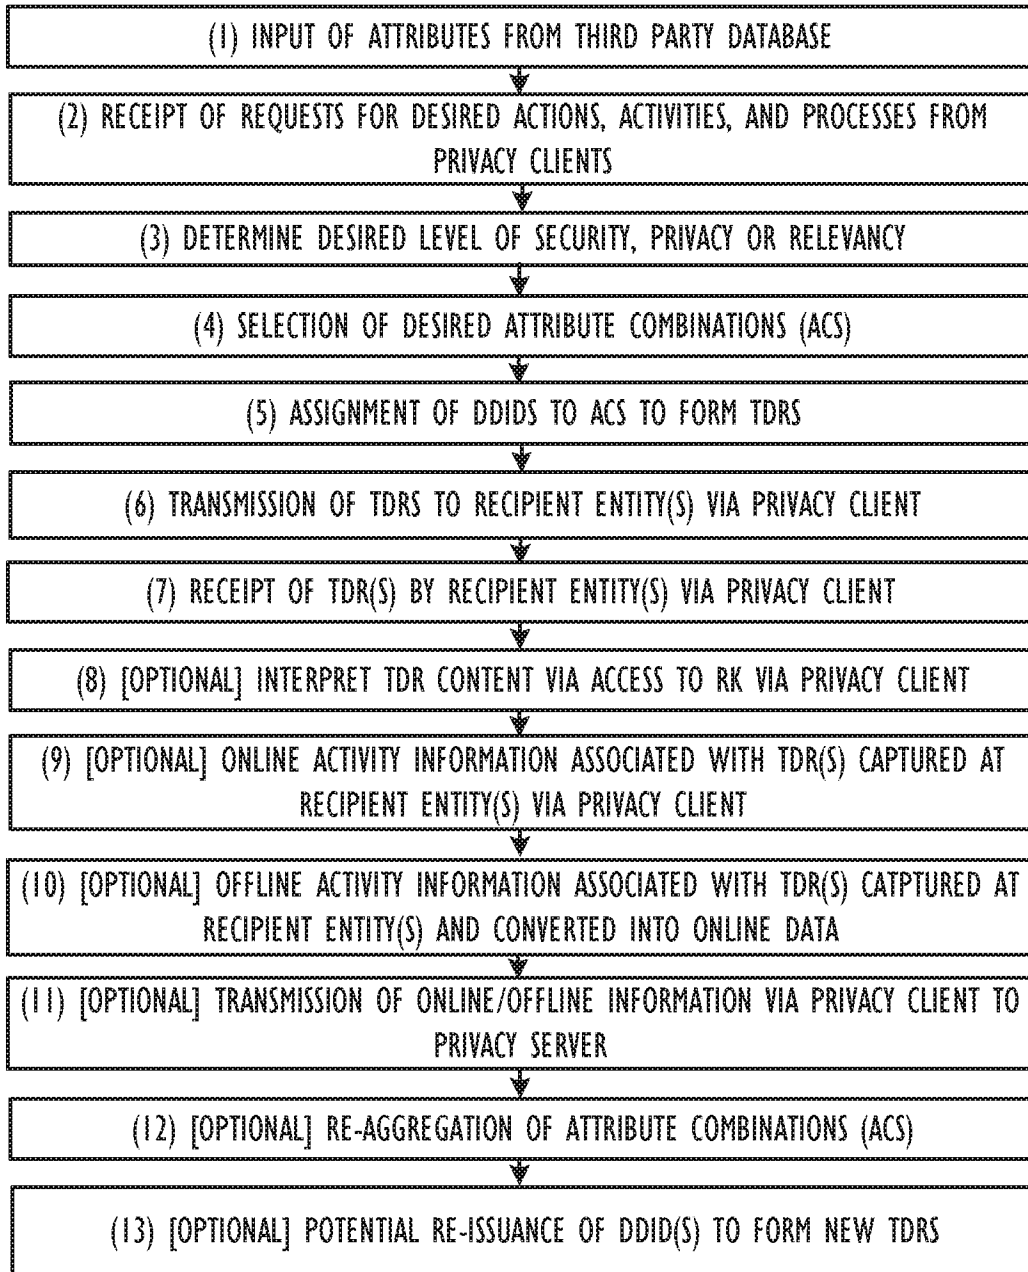 (1) INPUT OF ATTRIBUTES FROM THIRD PARTY DATABASE
(2) RECEIPT OF REQUESTS FOR DESIRED ACTIONS, ACTIVITIES, AND PROCESSES FROM
PRIVACY CLIENTS
(3) DETERMINE DESIRED LEVEL OF SECURITY, PRIVACY OR RELEVANCY
(4) SELECTION OF DESIRED ATTRIBUTE COMBINATIONS (ACS)
(5) ASSIGNMENT OF DDIDS TO ACS TO FORM TDRS
(6) TRANSMISSION OF TDRS TO RECIPIENT ENTITY(S) VIA PRIVACY CLIENT
(7) RECEIPT OF TDR(S) BY RECIPIENT ENTITY(S) VIA PRIVACY CLIENT
(8) [OPTIONAL] INTERPRET TDR CONTENT VIA ACCESS TO RK VIA PRIVACY CLIENT
(9) [OPTIONAL] ONLINE ACTIVITY INFORMATION ASSOCIATED WITH TDR(S) CAPTURED AT
RECIPIENT ENTITY(S) VIA PRIVACY CLIENT
(10) [OPTIONAL] OFFLINE ACTIVITY INFORMATION ASSOCIATED WITH TDR(S) CATPTURED AT
RECIPIENT ENTITY(S) AND CONVERTED INTO ONLINE DATA
(11) [OPTIONAL] TRANSMISSION OF ONLINE/OFFLINE INFORMATION VIA PRIVACY CLIENT TO
PRIVACY SERVER
(12) [OPTIONAL] RE-AGGREGATION OF ATTRIBUTE COMBINATIONS (ACS)
(13) [OPTIONAL] POTENTIAL RE-ISSUANCE OF DDID(S) TO FORM NEW TDRS